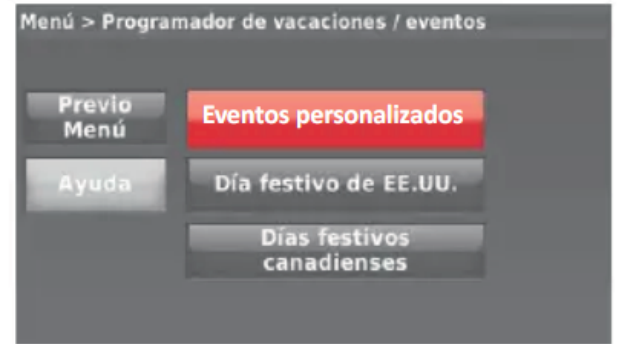 Menú > Programador de vacaciones / eventos
Previo
Menú
Eventos personalizados
Ayuda
Día festivo de EE.UU.
Días festivos
canadienses